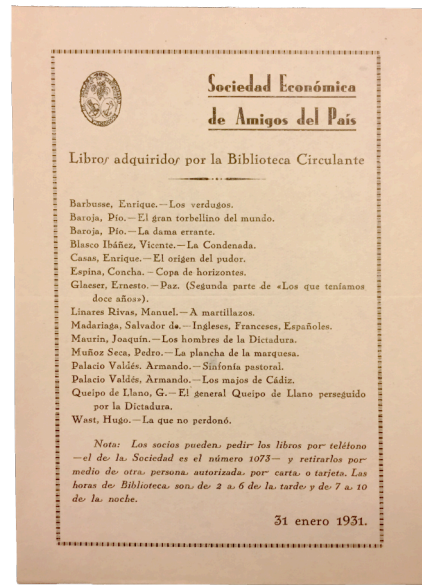 Sociedad Económica
de Amigos del País
Libros adquiridos por la Biblioteca Circulante
Barbusse, Enrique.—Los verdugos.
Baroja, Pío.—El gran torbellino del mundo.
Baroja, Pío.—La dama errante.
Blasco Ibáñez, Vicente.—La Condenada.
Casas, Enrique.—El origen del pudor.
Espina, Concha. - Copa de horizontes.
Glaeser, Ernesto.—Paz. (Segunda parte de «Los que teníamos
doce años»).
Linares Rivas, Manuel.—A martillazos.
Madariaga, Salvador de.—Ingleses, Franceses, Españoles.
Maurín, Joaquín.—Los hombres de la Dictadura.
Muñoz Seca, Pedro.—La plancha de la marquesa.
Palacio Valdés. Armando.—Sinfonía pastoral.
Palacio Valdés, Armando.—Los majos de Cádiz.
Queipo de Llano, G.—El general Queipo de Llano perseguido
por la Dictadura.
Wast, Hugo.—La que no perdonó.
Nota: Los socios pueden pedir los libros por teléfono
—el de la Sociedad es el número 1073— y retirarlos por
medio de otra persona autorizada por carta o tarjeta. Las
horas de Biblioteca son de 2 a 6 de la tarde y de 7 a 10
de la noche.
31 enero 1931.